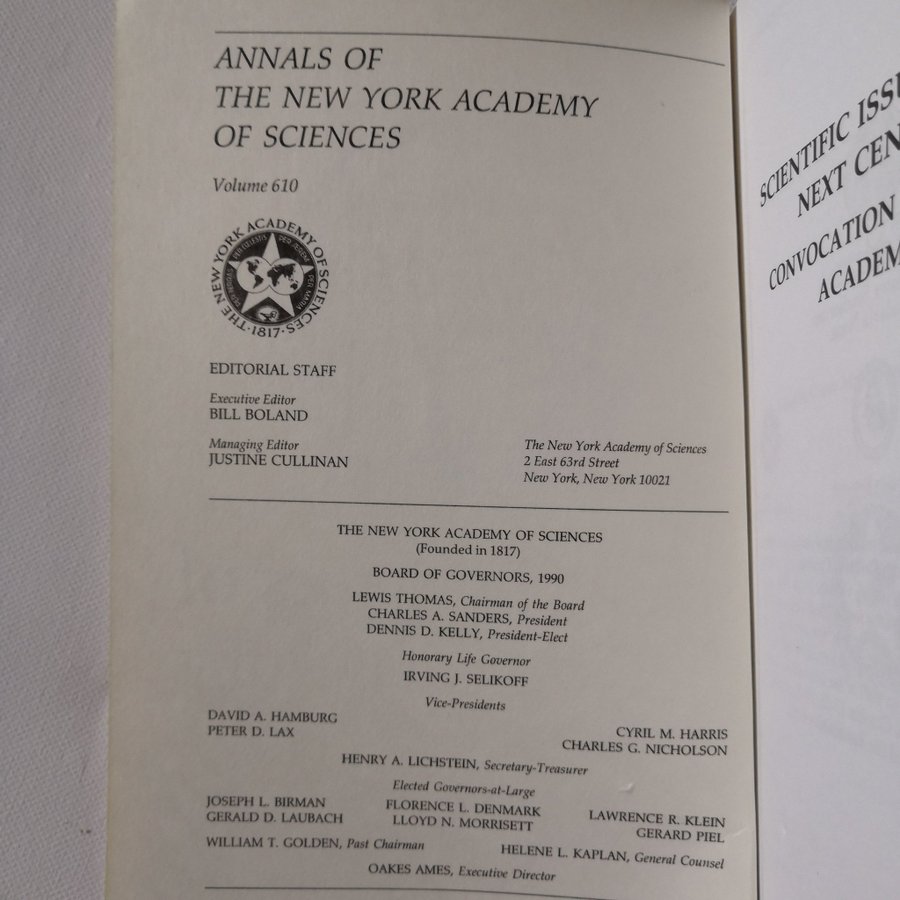 ANNALS OF
THE NEW YORK ACADEMY
OF SCIENCES
Volume 610
THE NEW YORK ACADEMY OF SCIENCES
·1817·
EDITORIAL STAFF
Executive Editor
BILL BOLAND
Managing Editor
JUSTINE CULLINAN
The New York Academy of Sciences
2 East 63rd Street
New York, New York 10021
THE NEW YORK ACADEMY OF SCIENCES
(Founded in 1817)
BOARD OF GOVERNORS, 1990
LEWIS THOMAS, Chairman of the Board
CHARLES A. SANDERS, President
DENNIS D. KELLY, President-Elect
Honorary Life Governor
IRVING J. SELIKOFF
Vice-Presidents
DAVID A. HAMBURG
PETER D. LAX
CYRIL M. HARRIS
CHARLES G. NICHOLSON
HENRY A. LICHSTEIN, Secretary-Treasurer
Elected Governors-at-Large
JOSEPH L. BIRMAN FLORENCE L. DENMARK LAWRENCE R. KLEIN
GERALD D. LAUBACH LLOYD N. MORRISETT GERARD PIEL
WILLIAM T. GOLDEN, Past Chairman HELENE L. KAPLAN, General Counsel
OAKES AMES, Executive Director
SCIENTIFIC ISSU
NEXT CEN
CONVOCATION
ACADEM